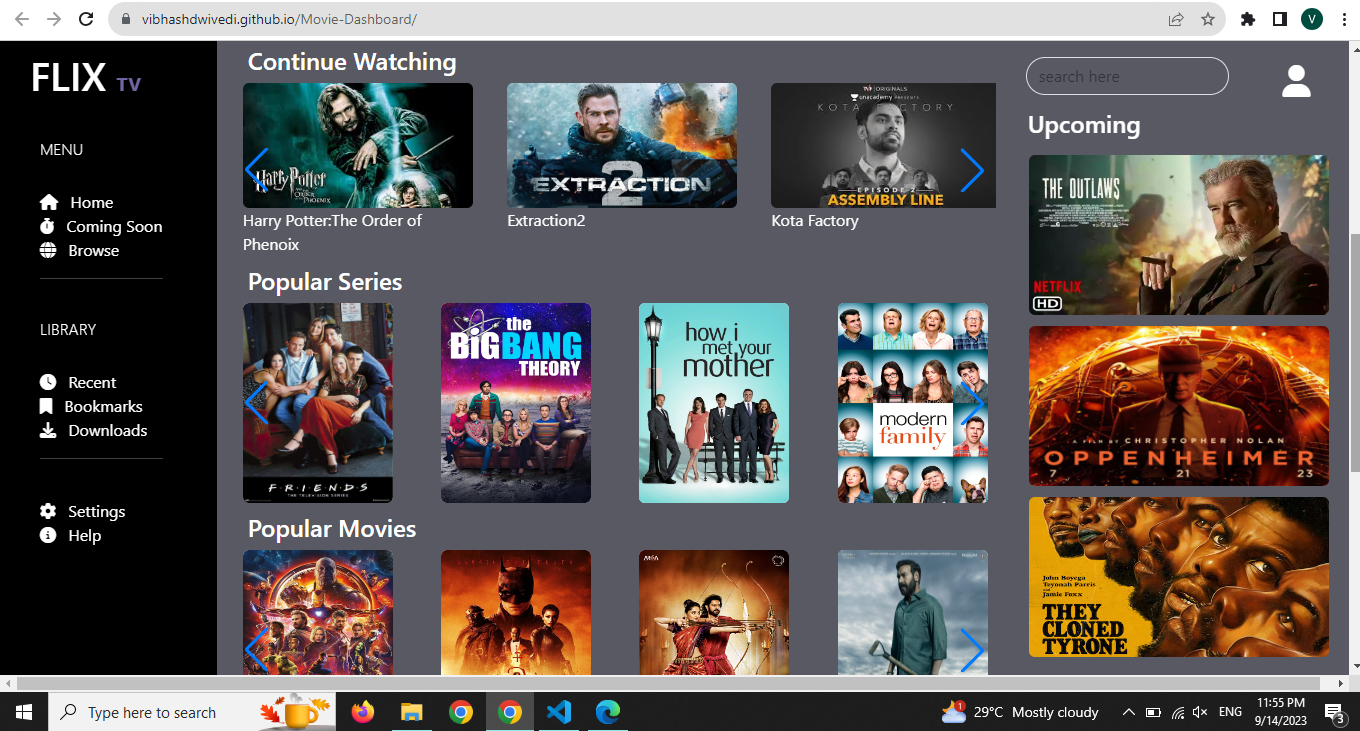 vibhashdwivedi.github.io/Movie-Dashboard/
V
FLIX TV
MENU
Home
Coming Soon
Browse
LIBRARY
Recent
Bookmarks
Downloads
Settings
Help
Continue Watching
Harry Potter
AND THE
ORDER OF
PHOENIX
Harry Potter:The Order of
Phenoix
EXTRACTION
2
Extraction2
ORIGINALS
unacademy Presents
KOTA FACTORY
EPISODE 2
ASSEMBLY LINE
Kota Factory
Popular Series
F·R·I·E·N·D·S
THE TELEVISION SERIES
the
BIG BANG
THEORY
how i
met your
mother
modern
family
Popular Movies
search here
Upcoming
THE OUTLAWS
NETFLIX
HD
A FILM BY CHRISTOPHER NOLAN
OPPENHEIMER
7 21 23
John Boyega
Teyonah Parris
and
Jamie Foxx
THEY
CLONED
TYRONE
Type here to search
1
29°C Mostly cloudy
ENG
11:55 PM
9/14/2023
3